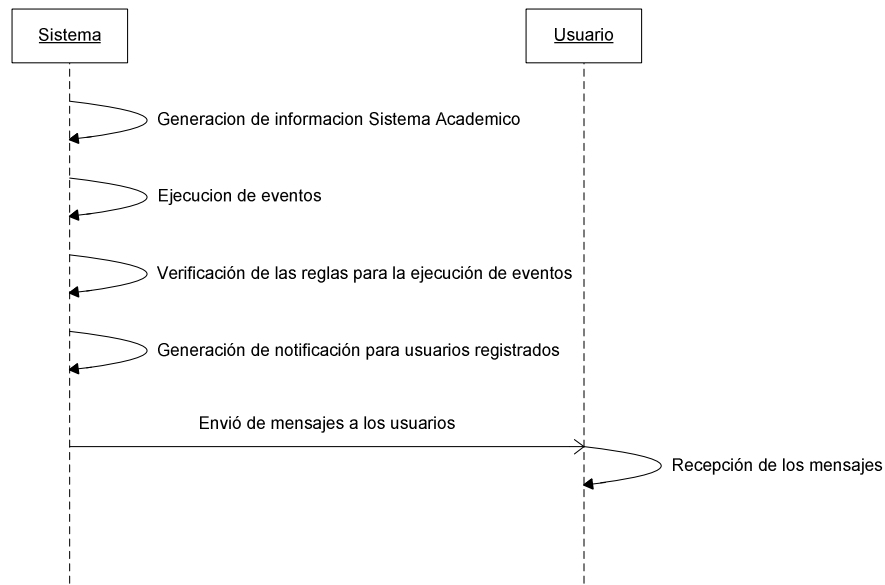 Sistema
Usuario
Generacion de informacion Sistema Academico
Ejecucion de eventos
Verificación de las reglas para la ejecución de eventos
Generación de notificación para usuarios registrados
Envió de mensajes a los usuarios
Recepción de los mensajes